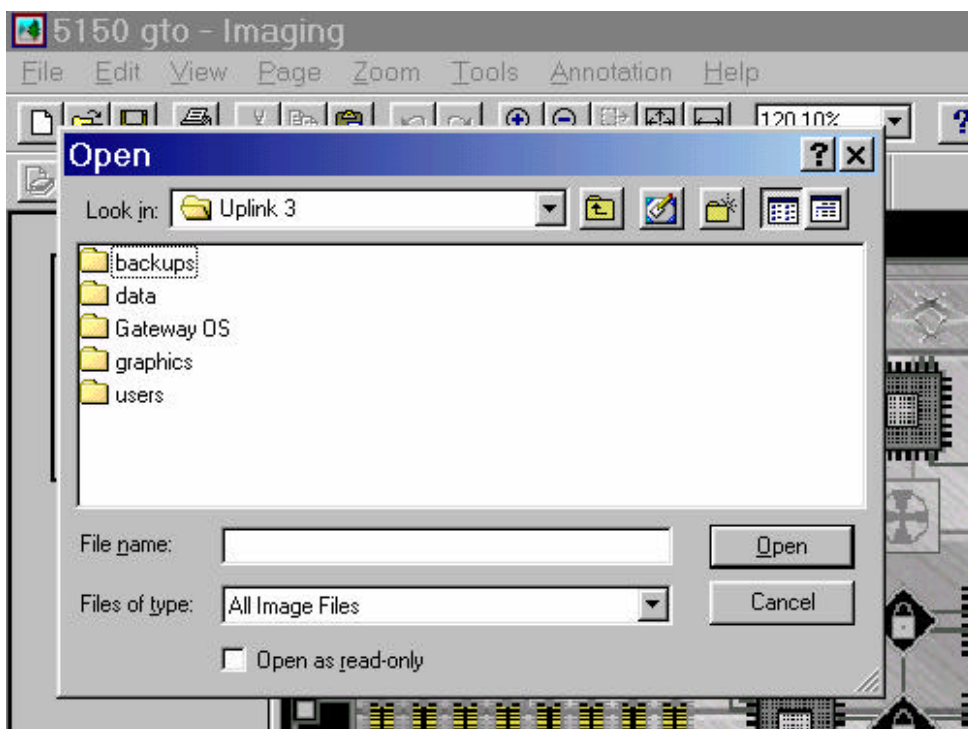 5150 gto - Imaging
File Edit View Page Zoom Tools Annotation Help
120.10% ?
Open ? ×
Look in: Uplink 3
backups
data
Gateway OS
graphics
users
File name: Open
Files of type: All Image Files Cancel
Open as read-only